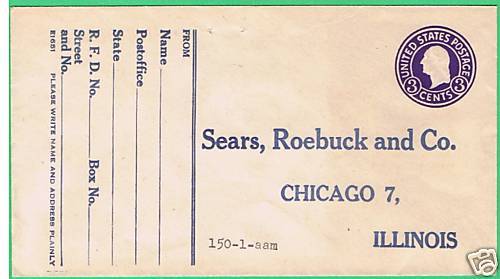 FROM
Name
Postoffice
State
R. F. D. No. Box No.
Street
and No.
E1651 PLEASE WRITE NAME AND ADDRESS PLAINLY
UNITED STATES POSTAGE
3 CENTS 3
Sears, Roebuck and Co.
CHICAGO 7,
ILLINOIS
150-1-aam
ebY